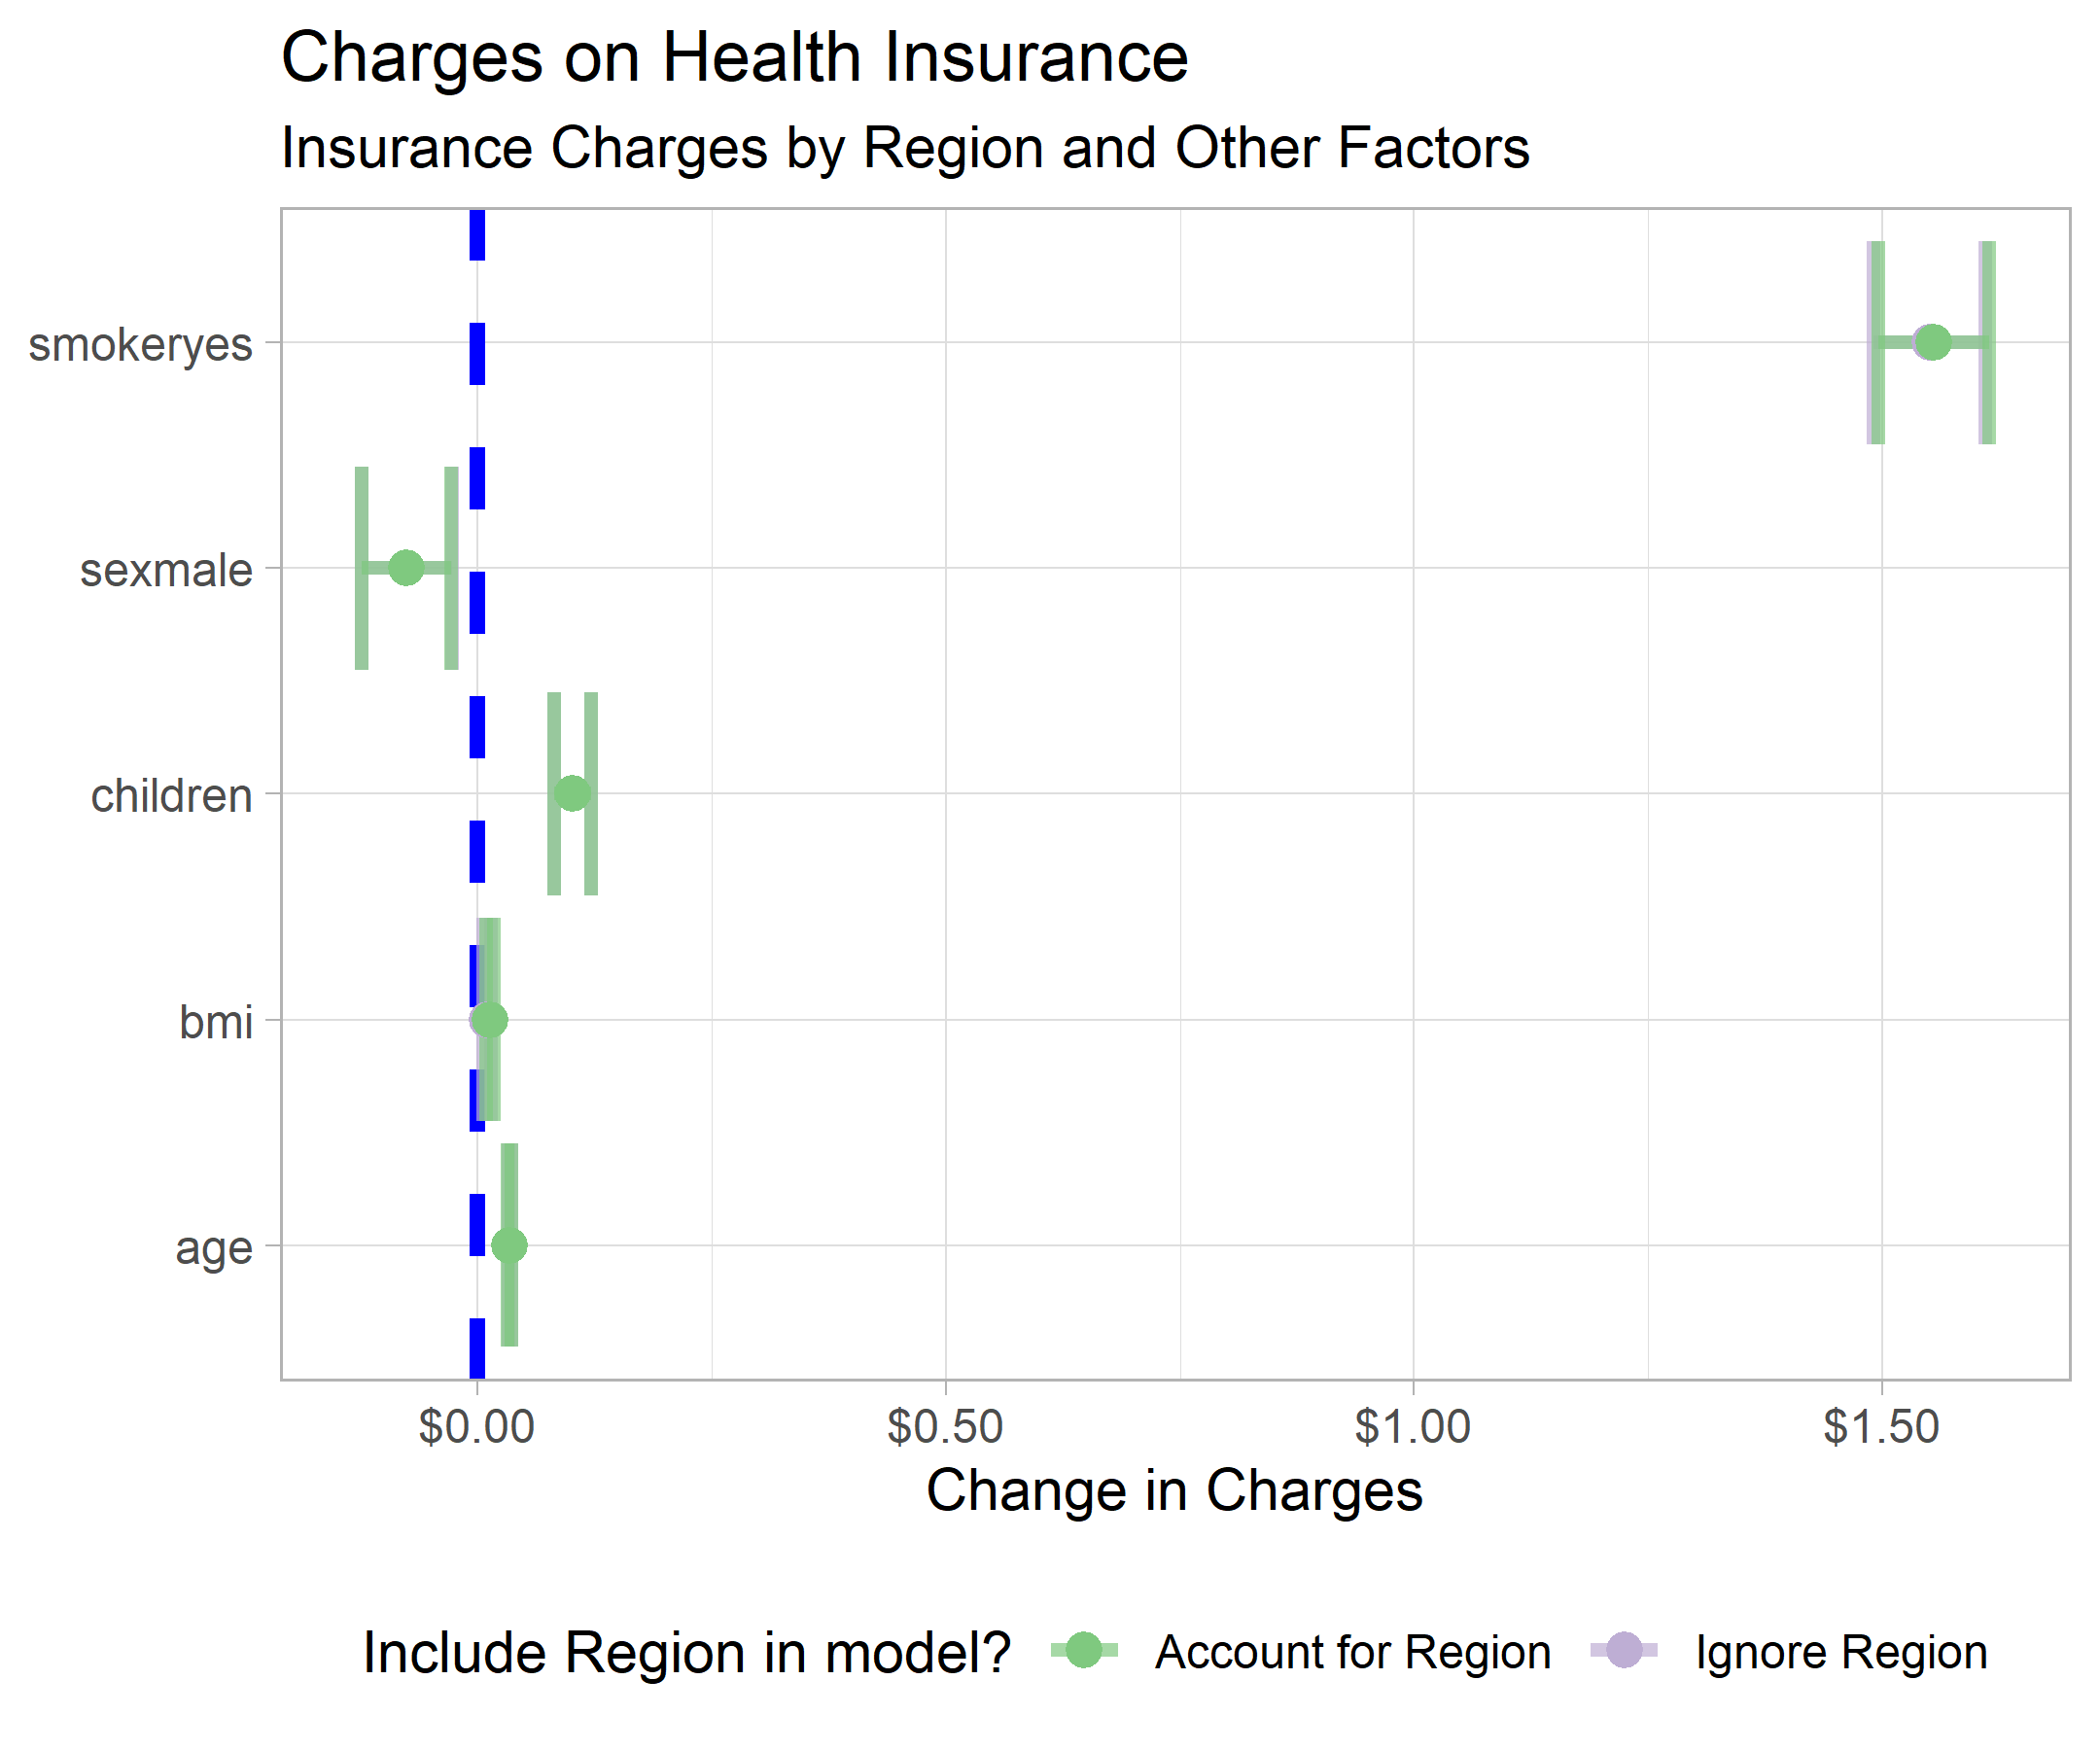 Charges on Health Insurance
Insurance Charges by Region and Other Factors
smokeryes
sexmale
children
bmi
age
$0.00 $0.50 $1.00 $1.50
Change in Charges
Include Region in model? Account for Region Ignore Region